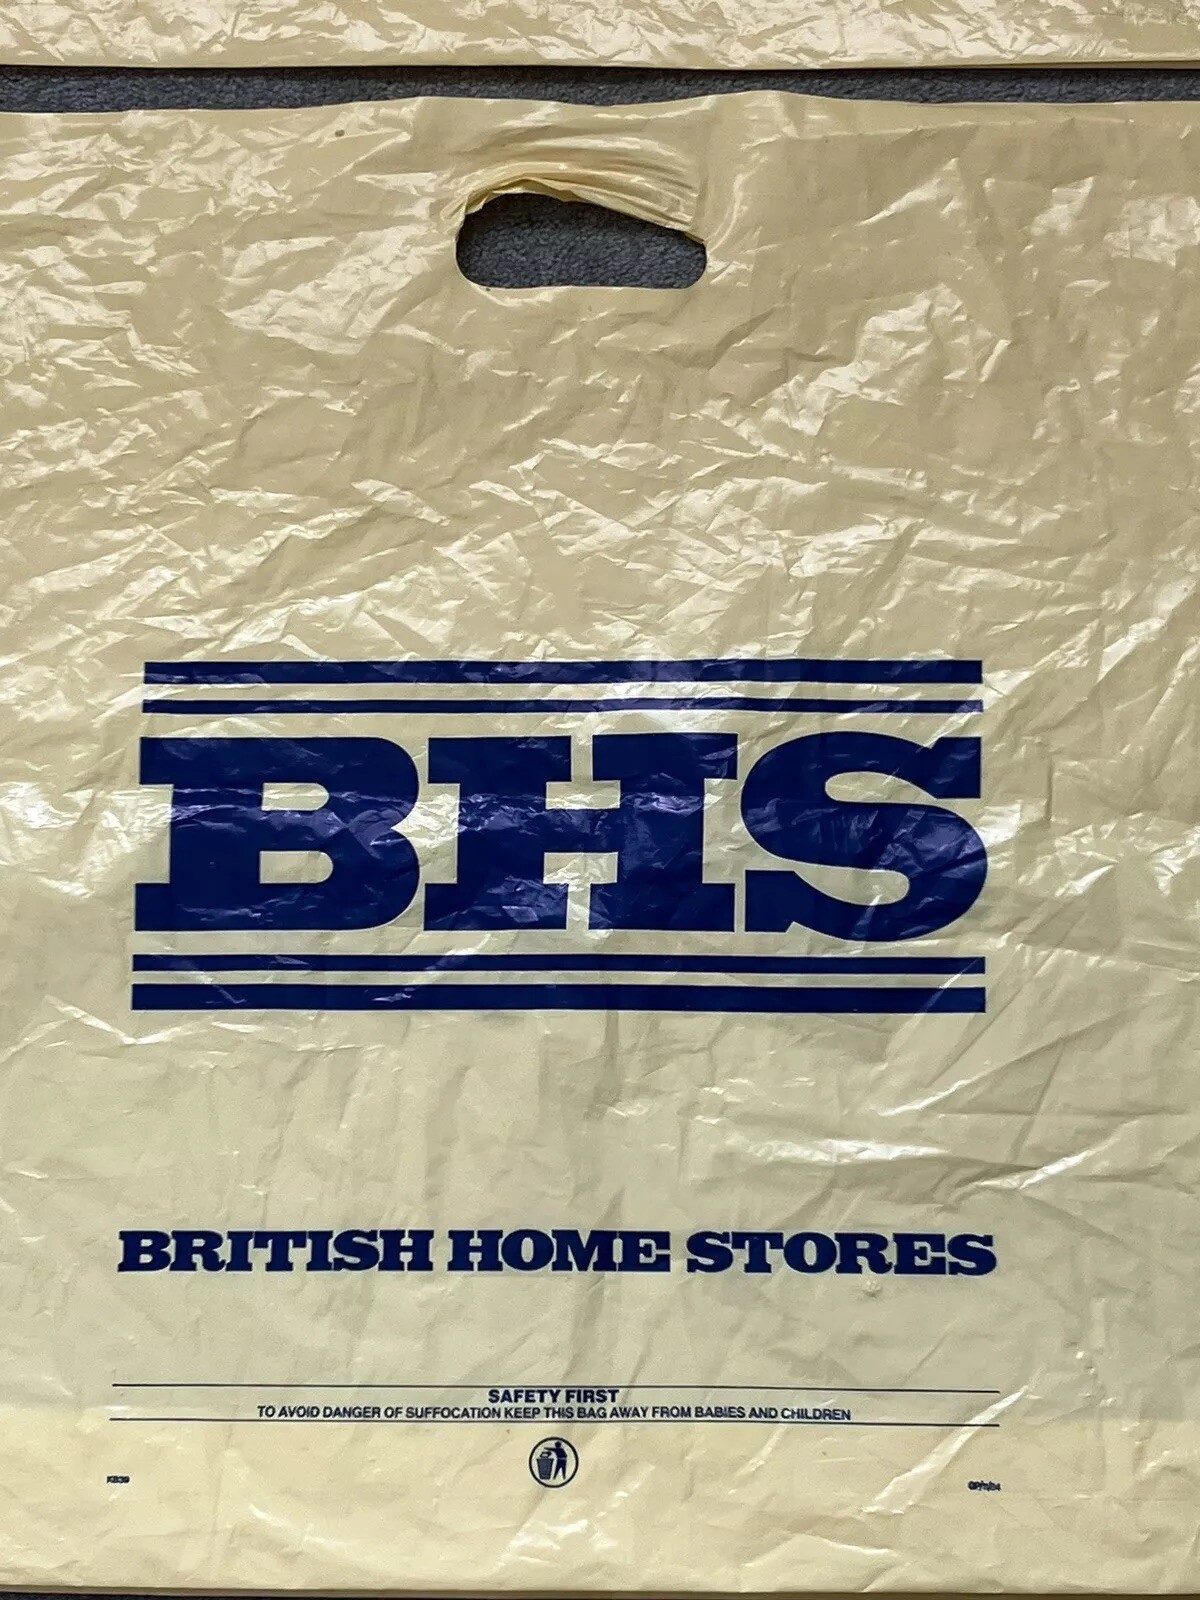 BHS
BRITISH HOME STORES
SAFETY FIRST
TO AVOID DANGER OF SUFFOCATION KEEP THIS BAG AWAY FROM BABIES AND CHILDREN